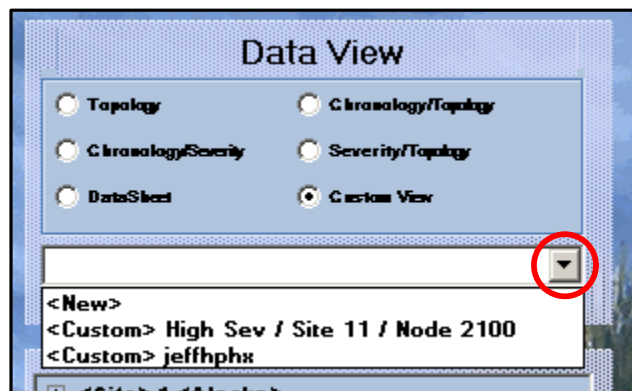 Data View
Topology
Chronology/Topology
Chronology/Severity
Severity/Topology
DataSheet
Custom View
<New>
<Custom> High Sev / Site 11 / Node 2100
<Custom> jeffhphx